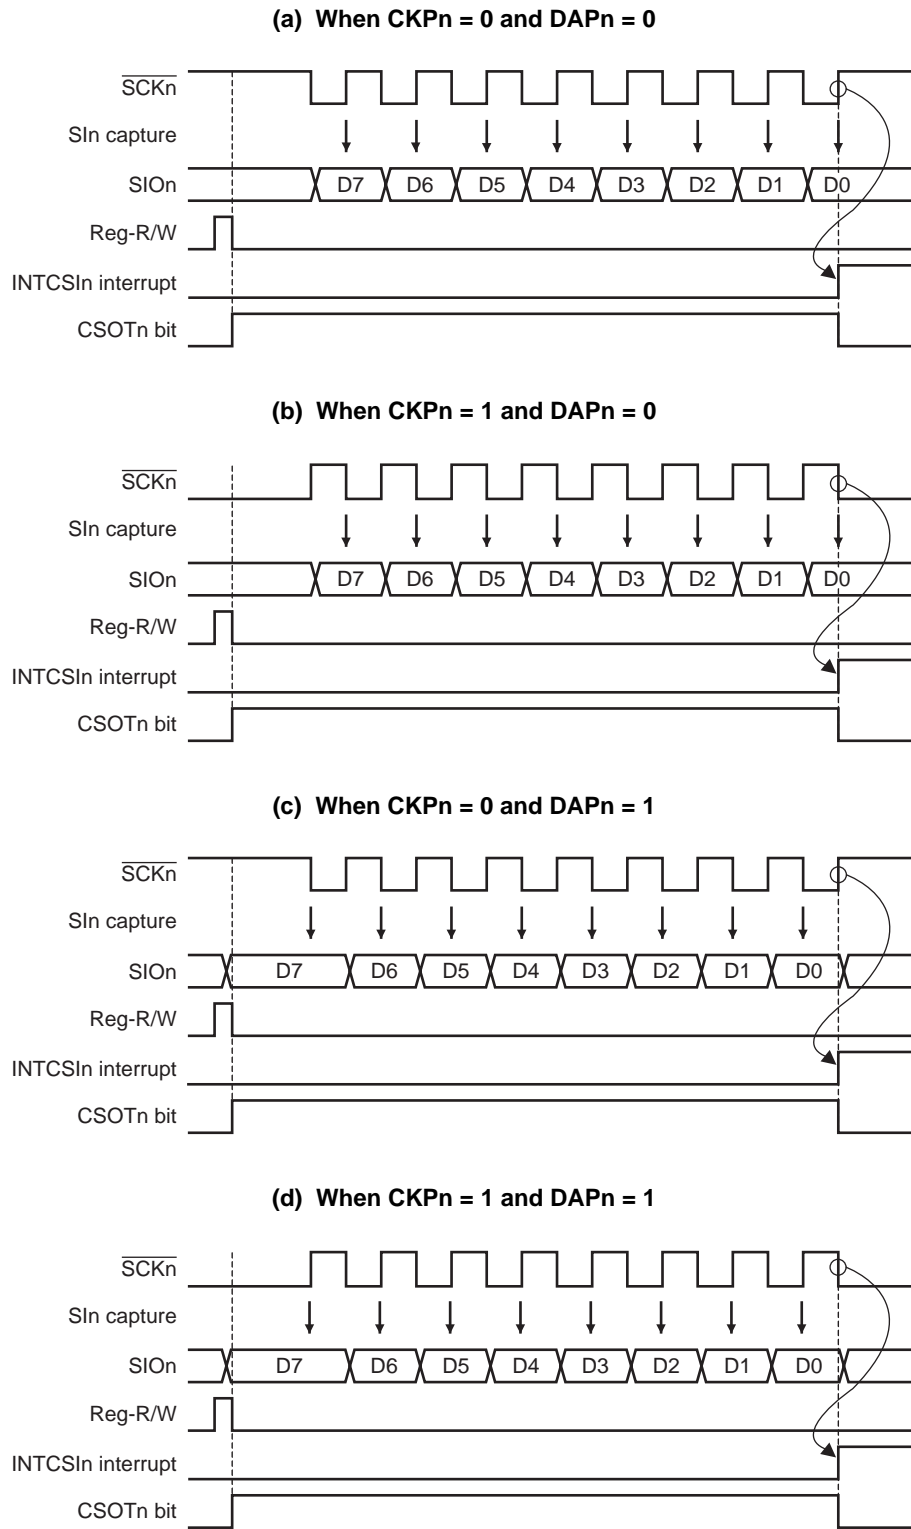 (a) When CKPn = 0 and DAPn = 0
SCKn
SIn capture
SIOn D7 D6 D5 D4 D3 D2 D1 D0
Reg-R/W
INTCSIn interrupt
CSOTn bit
(b) When CKPn = 1 and DAPn = 0
SCKn
SIn capture
SIOn D7 D6 D5 D4 D3 D2 D1 D0
Reg-R/W
INTCSIn interrupt
CSOTn bit
(c) When CKPn = 0 and DAPn = 1
SCKn
SIn capture
SIOn D7 D6 D5 D4 D3 D2 D1 D0
Reg-R/W
INTCSIn interrupt
CSOTn bit
(d) When CKPn = 1 and DAPn = 1
SCKn
SIn capture
SIOn D7 D6 D5 D4 D3 D2 D1 D0
Reg-R/W
INTCSIn interrupt
CSOTn bit